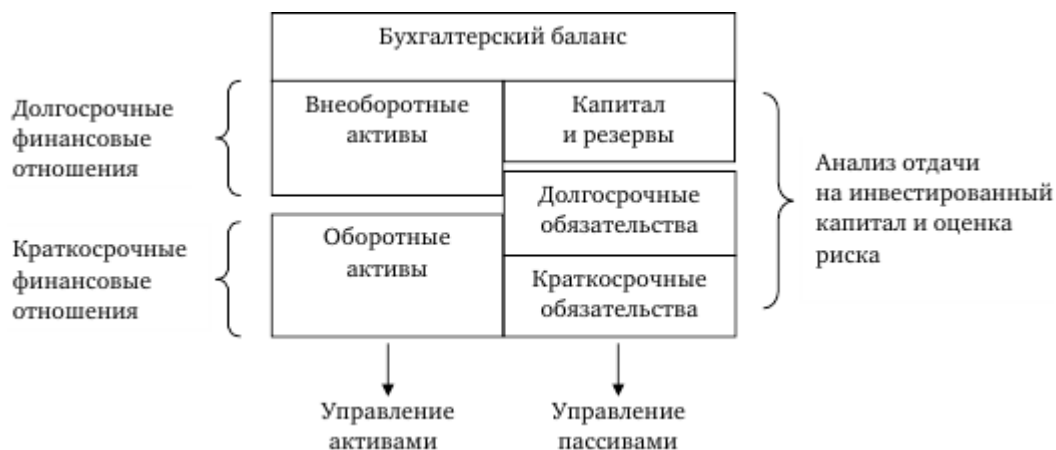 Бухгалтерский баланс
Долгосрочные
финансовые
отношения
Внеоборотные
активы
Капитал
и резервы
Долгосрочные
обязательства
Краткосрочные
финансовые
отношения
Оборотные
активы
Краткосрочные
обязательства
Анализ отдачи
на инвестированный
капитал и оценка
риска
Управление
активами
Управление
пассивами